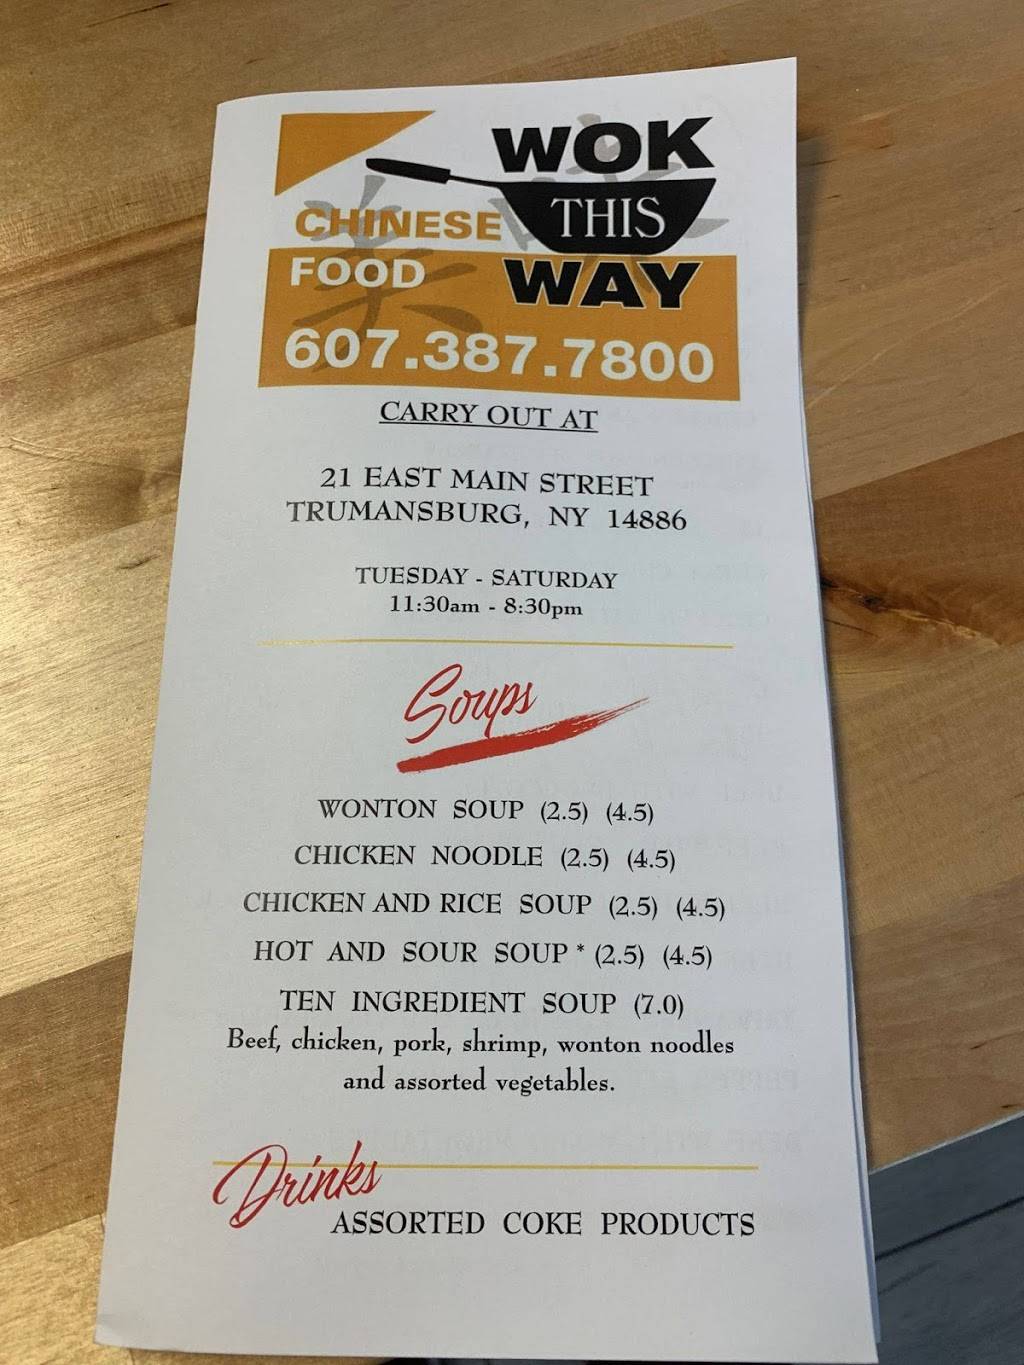 WOK
THIS
CHINESE
FOOD
WAY
607.387.7800
CARRY OUT AT
21 EAST MAIN STREET
TRUMANSBURG, NY 14886
TUESDAY - SATURDAY
11:30am - 8:30pm
Soups
WONTON SOUP (2.5) (4.5)
CHICKEN NOODLE (2.5) (4.5)
CHICKEN AND RICE SOUP (2.5) (4.5)
HOT AND SOUR SOUP * (2.5) (4.5)
TEN INGREDIENT SOUP (7.0)
Beef, chicken, pork, shrimp, wonton noodles
and assorted vegetables.
Drinks
ASSORTED COKE PRODUCTS